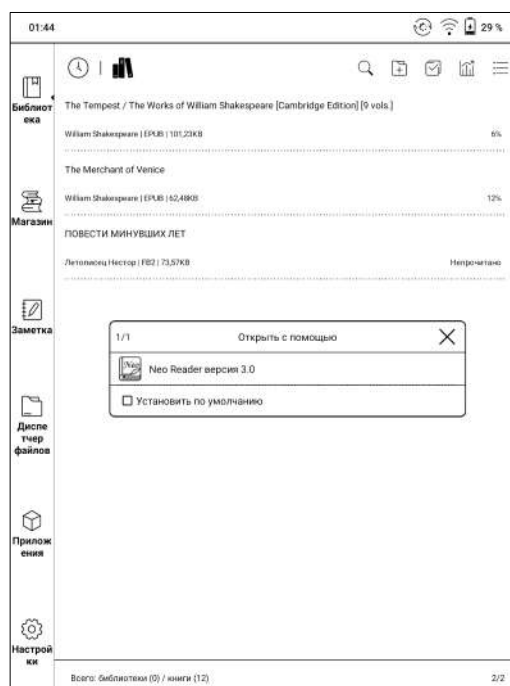 01:44
29 %
Библиот
ека
The Tempest / The Works of William Shakespeare [Cambridge Edition] [9 vols.]
William Shakespeare | EPUB | 101,23KB
6%
The Merchant of Venice
William Shakespeare | EPUB | 62,48KB
12%
Магазин
ПОВЕСТИ МИНУВШИХ ЛЕТ
Летописец Нестор | FB2 | 73,57KB
Непрочитано
Заметка
1/1
Открыть с помощью
Neo
Neo Reader версия 3.0
Установить по умолчанию
Диспе
тчер
файлов
Прилож
ения
Настрой
ки
Всего: библиотеки (0) / книги (12)
2/2